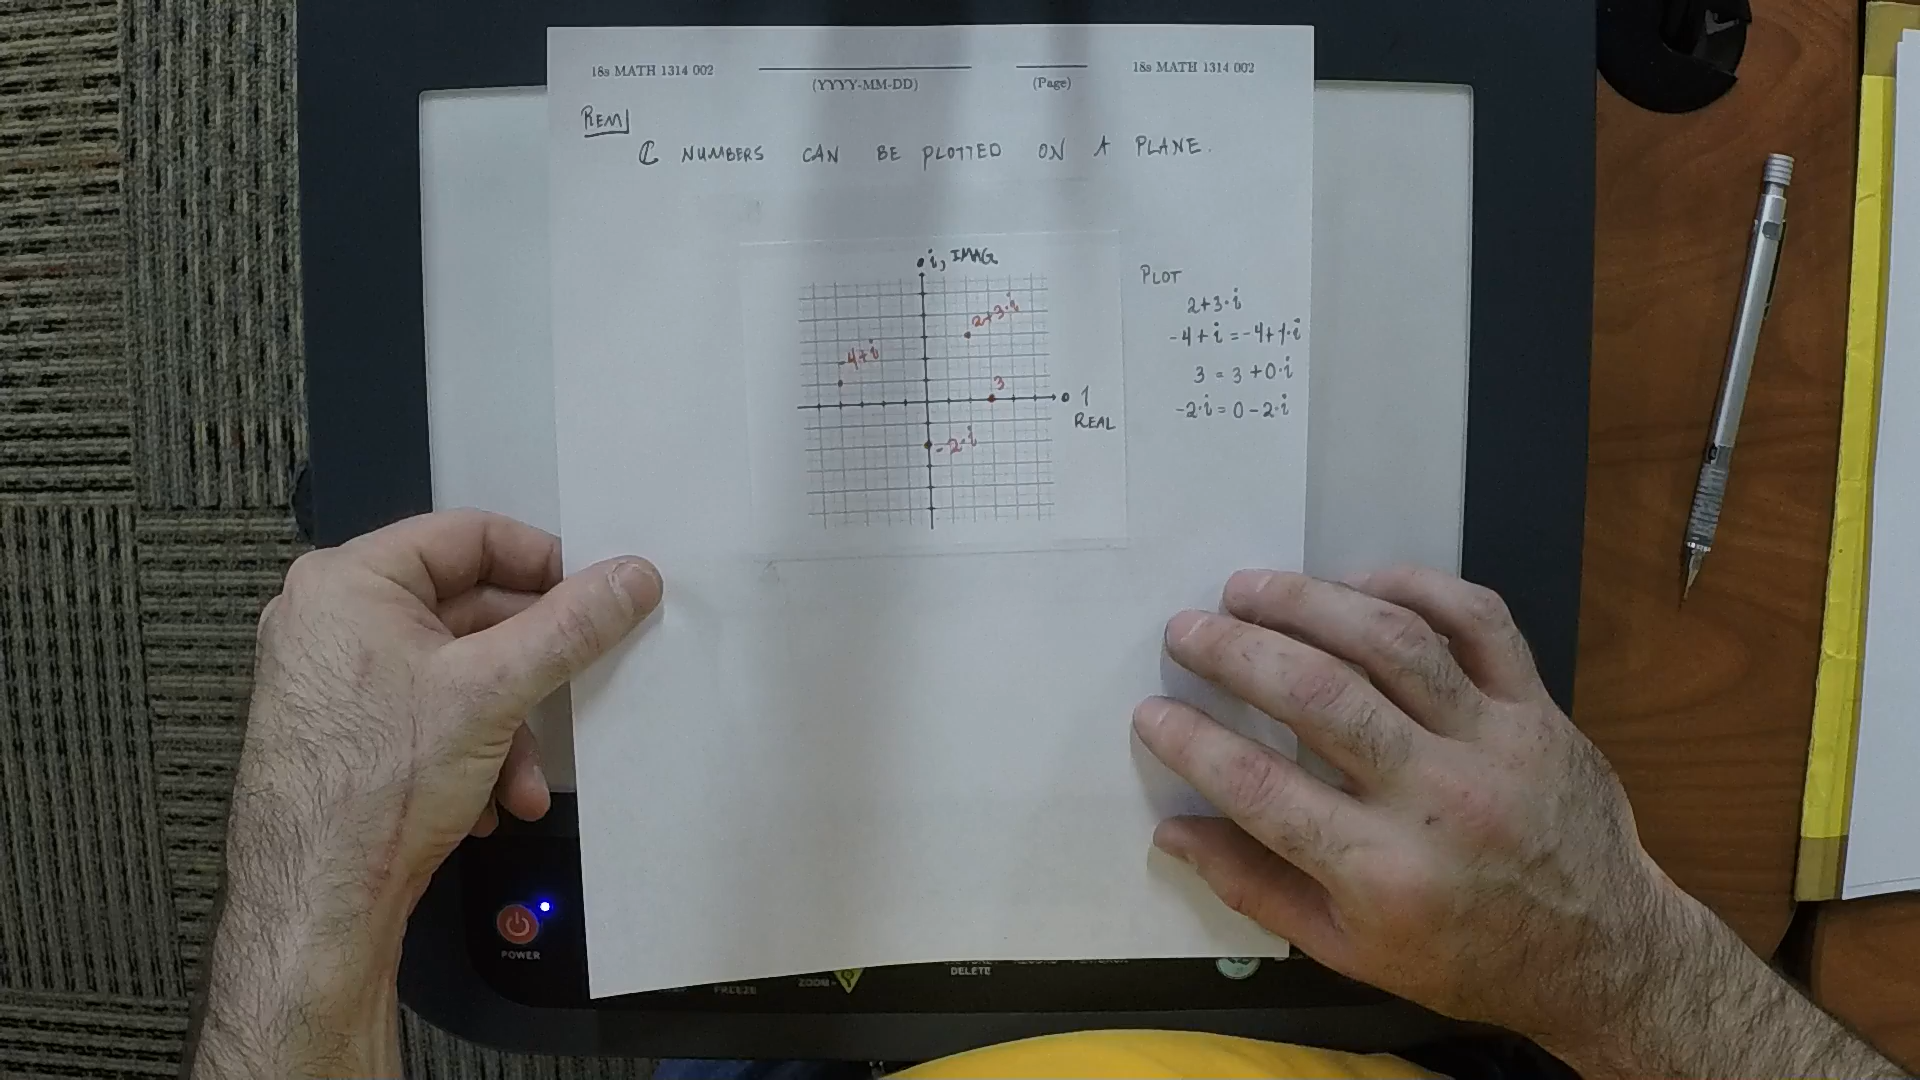 18s MATH 1314 002 (YYYY-MM-DD) (Page) 18s MATH 1314 002
REM
ℂ NUMBERS CAN BE PLOTTED ON A PLANE.
i, IMAG
2+3·i
-4+i
3
1
REAL
-2·i
PLOT
2+3·i
-4+i = -4+1·i
3 = 3+0·i
-2·i = 0-2·i
POWER
FREEZE
ZOOM-
DELETE